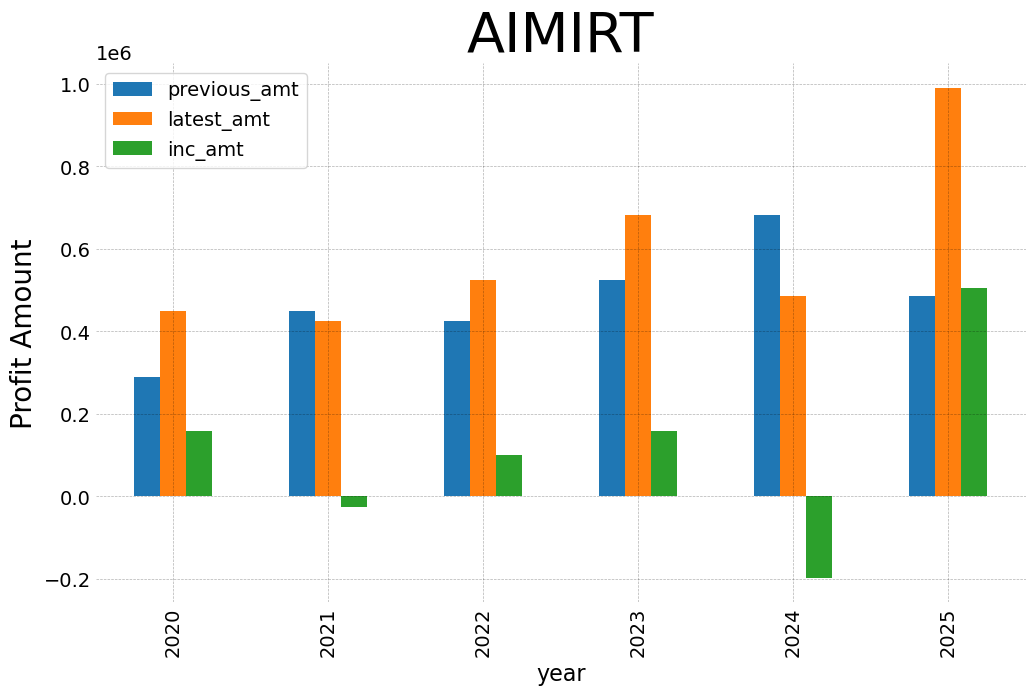 AIMIRT
1e6
previous_amt
latest_amt
inc_amt
1.0
0.8
0.6
0.4
0.2
0.0
−0.2
Profit Amount
2020
2021
2022
2023
2024
2025
year